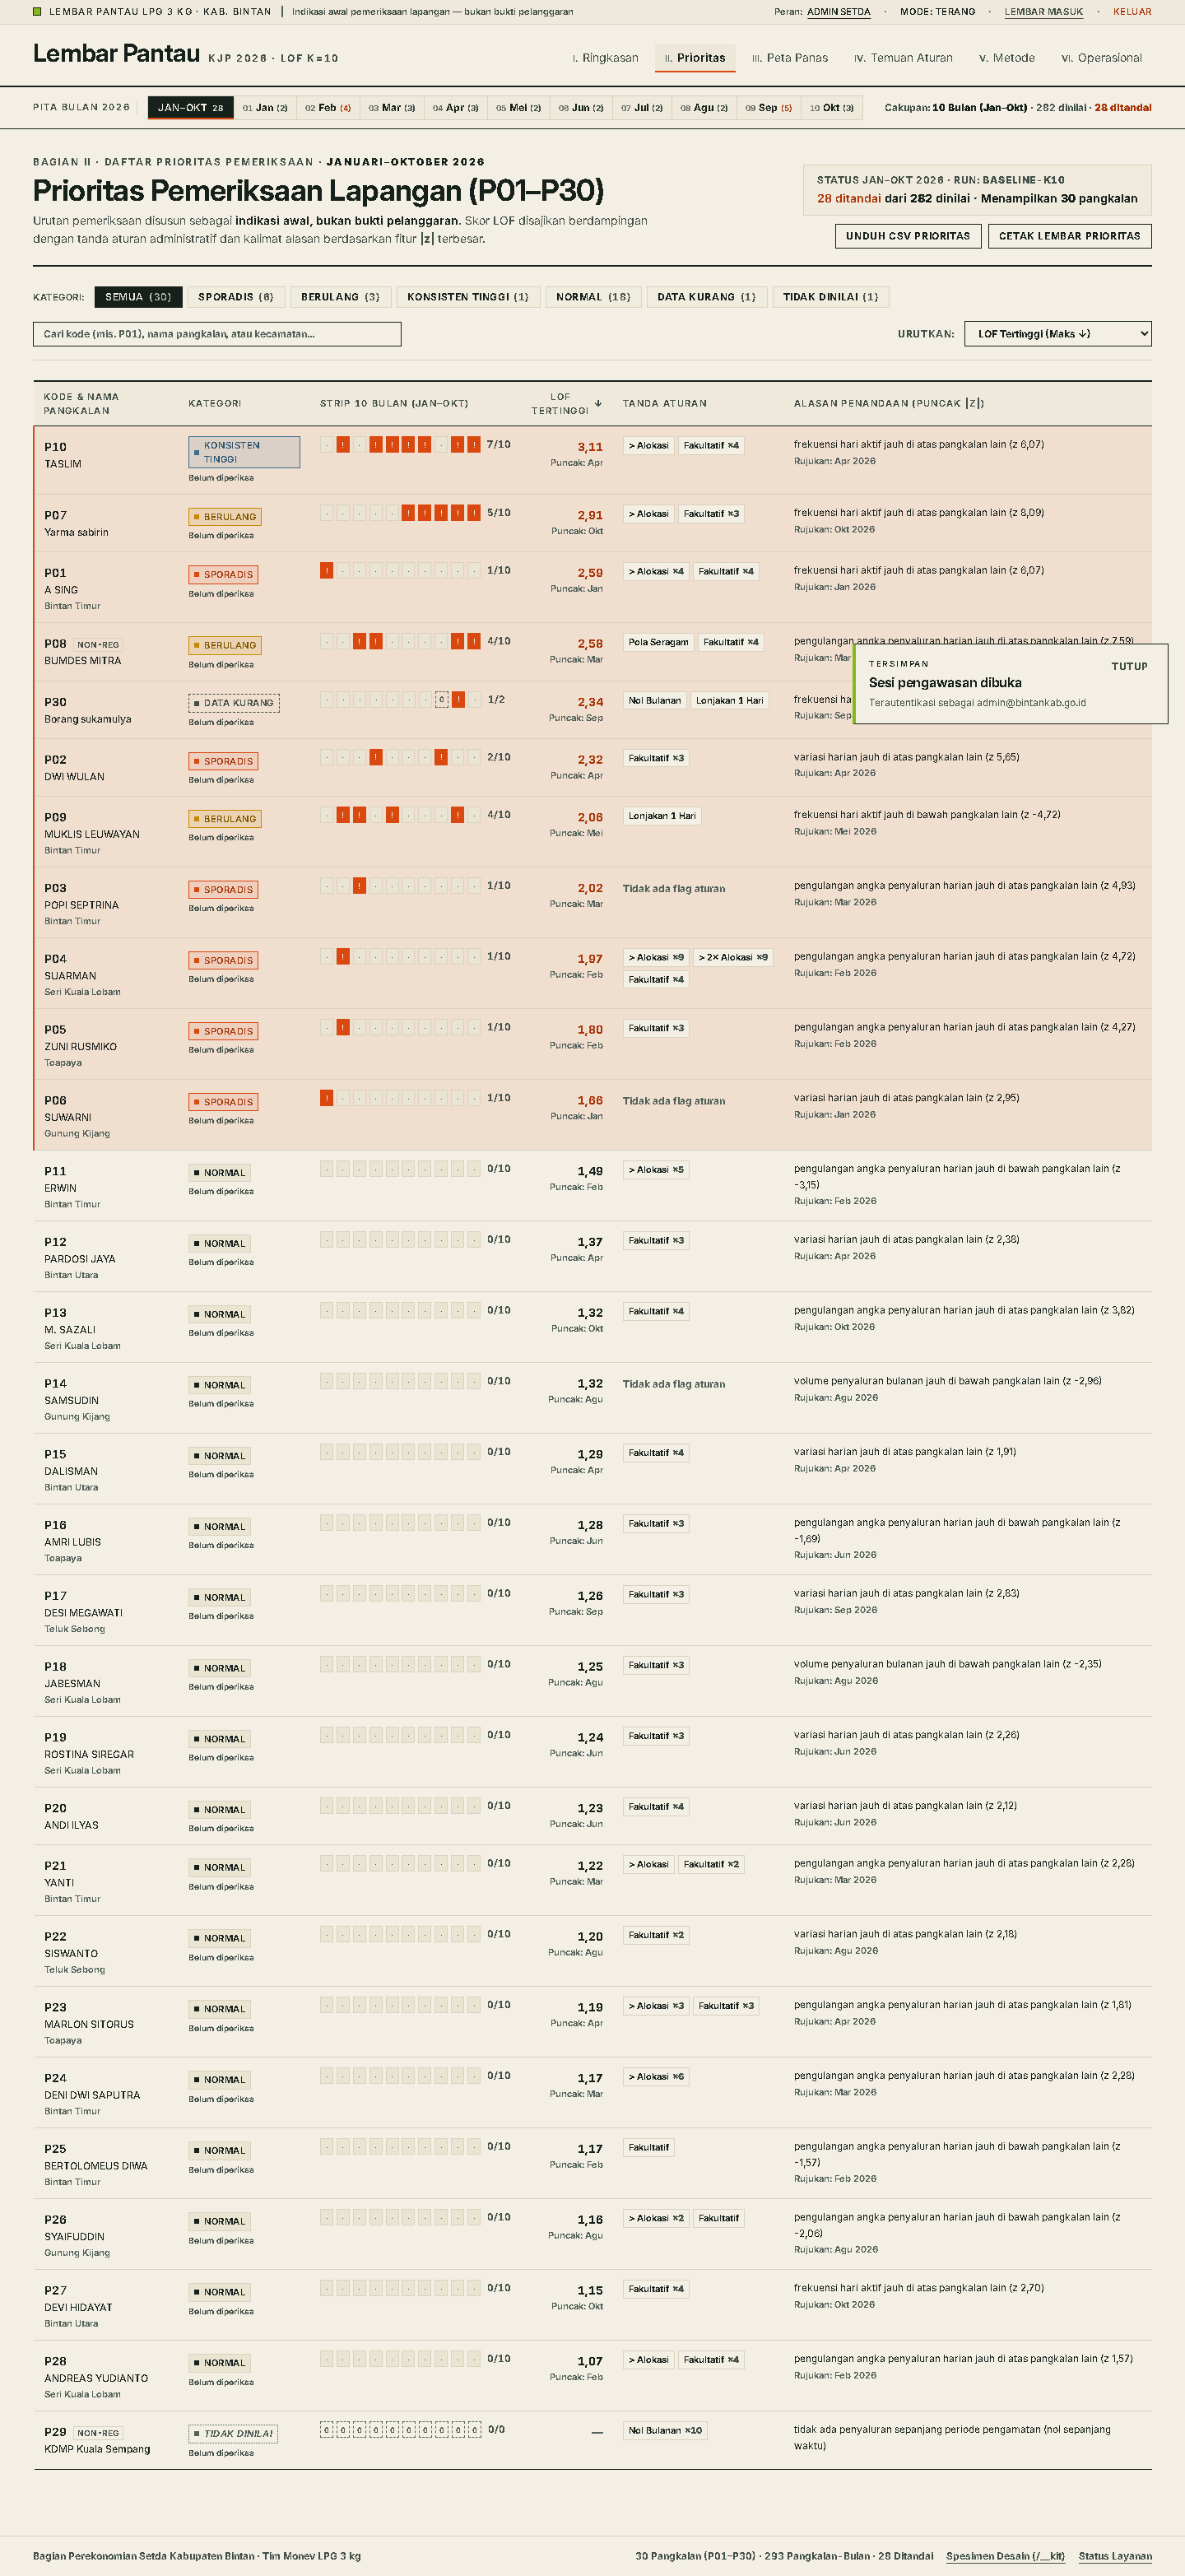 LEMBAR PANTAU LPG 3 KG · KAB. BINTAN | Indikasi awal pemeriksaan lapangan — bukan bukti pelanggaran
Peran: ADMIN SETDA · MODE: TERANG · LEMBAR MASUK · KELUAR
Lembar Pantau KJP 2026 · LOF K=10
I. Ringkasan II. Prioritas III. Peta Panas IV. Temuan Aturan V. Metode VI. Operasional
PITA BULAN 2026 JAN–OKT 28 01 Jan (2) 02 Feb (4) 03 Mar (3) 04 Apr (3) 05 Mei (2) 06 Jun (2) 07 Jul (2) 08 Agu (2) 09 Sep (5) 10 Okt (3) Cakupan: 10 Bulan (Jan–Okt) · 282 dinilai · 28 ditandai
BAGIAN II · DAFTAR PRIORITAS PEMERIKSAAN · JANUARI–OKTOBER 2026
Prioritas Pemeriksaan Lapangan (P01–P30)
Urutan pemeriksaan disusun sebagai indikasi awal, bukan bukti pelanggaran. Skor LOF disajikan berdampingan
dengan tanda aturan administratif dan kalimat alasan berdasarkan fitur |z| terbesar.
STATUS JAN–OKT 2026 · RUN: BASELINE-K10
28 ditandai dari 282 dinilai · Menampilkan 30 pangkalan
UNDUH CSV PRIORITAS CETAK LEMBAR PRIORITAS
KATEGORI: SEMUA (30) SPORADIS (6) BERULANG (3) KONSISTEN TINGGI (1) NORMAL (18) DATA KURANG (1) TIDAK DINILAI (1)
Cari kode (mis. P01), nama pangkalan, atau kecamatan...
URUTKAN: LOF Tertinggi (Maks ↓)
KODE & NAMA PANGKALAN KATEGORI STRIP 10 BULAN (JAN–OKT) LOF TERTINGGI ↓ TANDA ATURAN ALASAN PENANDAAN (PUNCAK |Z|)
P10 KONSISTEN TINGGI · ! · ! ! ! ! · ! ! 7/10 3,11 > Alokasi Fakultatif ×4 frekuensi hari aktif jauh di atas pangkalan lain (z 6,07)
TASLIM Belum diperiksa Puncak: Apr Rujukan: Apr 2026
P07 BERULANG · · · · · ! ! ! ! ! 5/10 2,91 > Alokasi Fakultatif ×3 frekuensi hari aktif jauh di atas pangkalan lain (z 8,09)
Yarma sabirin Belum diperiksa Puncak: Okt Rujukan: Okt 2026
P01 SPORADIS ! · · · · · · · · · 1/10 2,59 > Alokasi ×4 Fakultatif ×4 frekuensi hari aktif jauh di atas pangkalan lain (z 6,07)
A SING Belum diperiksa Puncak: Jan Rujukan: Jan 2026
Bintan Timur
P08 NON-REG BERULANG · · ! ! · · · · ! ! 4/10 2,58 Pola Seragam Fakultatif ×4 pengulangan angka penyaluran harian jauh di atas pangkalan lain (z 7,59)
BUMDES MITRA Belum diperiksa Puncak: Mar Rujukan: Mar
TERSIMPAN TUTUP
Sesi pengawasan dibuka
Terautentikasi sebagai admin@bintankab.go.id
P30 DATA KURANG · · · · · · · 0 ! · 1/2 2,34 Nol Bulanan Lonjakan 1 Hari frekuensi ha
Borang sukamulya Belum diperiksa Puncak: Sep Rujukan: Sep
P02 SPORADIS · · · ! · · · ! · · 2/10 2,32 Fakultatif ×3 variasi harian jauh di atas pangkalan lain (z 5,65)
DWI WULAN Belum diperiksa Puncak: Apr Rujukan: Apr 2026
P09 BERULANG · ! ! · ! · · · ! · 4/10 2,06 Lonjakan 1 Hari frekuensi hari aktif jauh di bawah pangkalan lain (z -4,72)
MUKLIS LEUWAYAN Belum diperiksa Puncak: Mei Rujukan: Mei 2026
Bintan Timur
P03 SPORADIS · · ! · · · · · · · 1/10 2,02 Tidak ada flag aturan pengulangan angka penyaluran harian jauh di atas pangkalan lain (z 4,93)
POPI SEPTRINA Belum diperiksa Puncak: Mar Rujukan: Mar 2026
Bintan Timur
P04 SPORADIS · ! · · · · · · · · 1/10 1,97 > Alokasi ×9 > 2× Alokasi ×9 Fakultatif ×4 pengulangan angka penyaluran harian jauh di atas pangkalan lain (z 4,72)
SUARMAN Belum diperiksa Puncak: Feb Rujukan: Feb 2026
Seri Kuala Lobam
P05 SPORADIS · ! · · · · · · · · 1/10 1,80 Fakultatif ×3 pengulangan angka penyaluran harian jauh di atas pangkalan lain (z 4,27)
ZUNI RUSMIKO Belum diperiksa Puncak: Feb Rujukan: Feb 2026
Toapaya
P06 SPORADIS ! · · · · · · · · · 1/10 1,66 Tidak ada flag aturan variasi harian jauh di atas pangkalan lain (z 2,95)
SUWARNI Belum diperiksa Puncak: Jan Rujukan: Jan 2026
Gunung Kijang
P11 NORMAL · · · · · · · · · · 0/10 1,49 > Alokasi ×5 pengulangan angka penyaluran harian jauh di bawah pangkalan lain (z -3,15)
ERWIN Belum diperiksa Puncak: Feb Rujukan: Feb 2026
Bintan Timur
P12 NORMAL · · · · · · · · · · 0/10 1,37 Fakultatif ×3 variasi harian jauh di atas pangkalan lain (z 2,38)
PARDOSI JAYA Belum diperiksa Puncak: Apr Rujukan: Apr 2026
Bintan Utara
P13 NORMAL · · · · · · · · · · 0/10 1,32 Fakultatif ×4 pengulangan angka penyaluran harian jauh di atas pangkalan lain (z 3,82)
M. SAZALI Belum diperiksa Puncak: Okt Rujukan: Okt 2026
Seri Kuala Lobam
P14 NORMAL · · · · · · · · · · 0/10 1,32 Tidak ada flag aturan volume penyaluran bulanan jauh di bawah pangkalan lain (z -2,96)
SAMSUDIN Belum diperiksa Puncak: Agu Rujukan: Agu 2026
Gunung Kijang
P15 NORMAL · · · · · · · · · · 0/10 1,29 Fakultatif ×4 variasi harian jauh di atas pangkalan lain (z 1,91)
DALISMAN Belum diperiksa Puncak: Apr Rujukan: Apr 2026
Bintan Utara
P16 NORMAL · · · · · · · · · · 0/10 1,28 Fakultatif ×3 pengulangan angka penyaluran harian jauh di bawah pangkalan lain (z -1,69)
AMRI LUBIS Belum diperiksa Puncak: Jun Rujukan: Jun 2026
Toapaya
P17 NORMAL · · · · · · · · · · 0/10 1,26 Fakultatif ×3 variasi harian jauh di atas pangkalan lain (z 2,83)
DESI MEGAWATI Belum diperiksa Puncak: Sep Rujukan: Sep 2026
Teluk Sebong
P18 NORMAL · · · · · · · · · · 0/10 1,25 Fakultatif ×3 volume penyaluran bulanan jauh di bawah pangkalan lain (z -2,35)
JABESMAN Belum diperiksa Puncak: Agu Rujukan: Agu 2026
Seri Kuala Lobam
P19 NORMAL · · · · · · · · · · 0/10 1,24 Fakultatif ×3 variasi harian jauh di atas pangkalan lain (z 2,26)
ROSTINA SIREGAR Belum diperiksa Puncak: Jun Rujukan: Jun 2026
Seri Kuala Lobam
P20 NORMAL · · · · · · · · · · 0/10 1,23 Fakultatif ×4 variasi harian jauh di atas pangkalan lain (z 2,12)
ANDI ILYAS Belum diperiksa Puncak: Jun Rujukan: Jun 2026
P21 NORMAL · · · · · · · · · · 0/10 1,22 > Alokasi Fakultatif ×2 pengulangan angka penyaluran harian jauh di atas pangkalan lain (z 2,28)
YANTI Belum diperiksa Puncak: Mar Rujukan: Mar 2026
Bintan Timur
P22 NORMAL · · · · · · · · · · 0/10 1,20 Fakultatif ×2 variasi harian jauh di atas pangkalan lain (z 2,18)
SISWANTO Belum diperiksa Puncak: Agu Rujukan: Agu 2026
Teluk Sebong
P23 NORMAL · · · · · · · · · · 0/10 1,19 > Alokasi ×3 Fakultatif ×3 pengulangan angka penyaluran harian jauh di atas pangkalan lain (z 1,81)
MARLON SITORUS Belum diperiksa Puncak: Apr Rujukan: Apr 2026
Toapaya
P24 NORMAL · · · · · · · · · · 0/10 1,17 > Alokasi ×6 pengulangan angka penyaluran harian jauh di atas pangkalan lain (z 2,28)
DENI DWI SAPUTRA Belum diperiksa Puncak: Mar Rujukan: Mar 2026
Bintan Timur
P25 NORMAL · · · · · · · · · · 0/10 1,17 Fakultatif pengulangan angka penyaluran harian jauh di bawah pangkalan lain (z -1,57)
BERTOLOMEUS DIWA Belum diperiksa Puncak: Feb Rujukan: Feb 2026
Bintan Timur
P26 NORMAL · · · · · · · · · · 0/10 1,16 > Alokasi ×2 Fakultatif pengulangan angka penyaluran harian jauh di bawah pangkalan lain (z -2,06)
SYAIFUDDIN Belum diperiksa Puncak: Agu Rujukan: Agu 2026
Gunung Kijang
P27 NORMAL · · · · · · · · · · 0/10 1,15 Fakultatif ×4 frekuensi hari aktif jauh di atas pangkalan lain (z 2,70)
DEVI HIDAYAT Belum diperiksa Puncak: Okt Rujukan: Okt 2026
Bintan Utara
P28 NORMAL · · · · · · · · · · 0/10 1,07 > Alokasi Fakultatif ×4 pengulangan angka penyaluran harian jauh di atas pangkalan lain (z 1,57)
ANDREAS YUDIANTO Belum diperiksa Puncak: Feb Rujukan: Feb 2026
Seri Kuala Lobam
P29 NON-REG TIDAK DINILAI 0 0 0 0 0 0 0 0 0 0 0/0 — Nol Bulanan ×10 tidak ada penyaluran sepanjang periode pengamatan (nol sepanjang waktu)
KDMP Kuala Sempang Belum diperiksa
Bagian Perekonomian Setda Kabupaten Bintan · Tim Monev LPG 3 kg
30 Pangkalan (P01–P30) · 293 Pangkalan-Bulan · 28 Ditandai Spesimen Desain (/__kit) Status Layanan